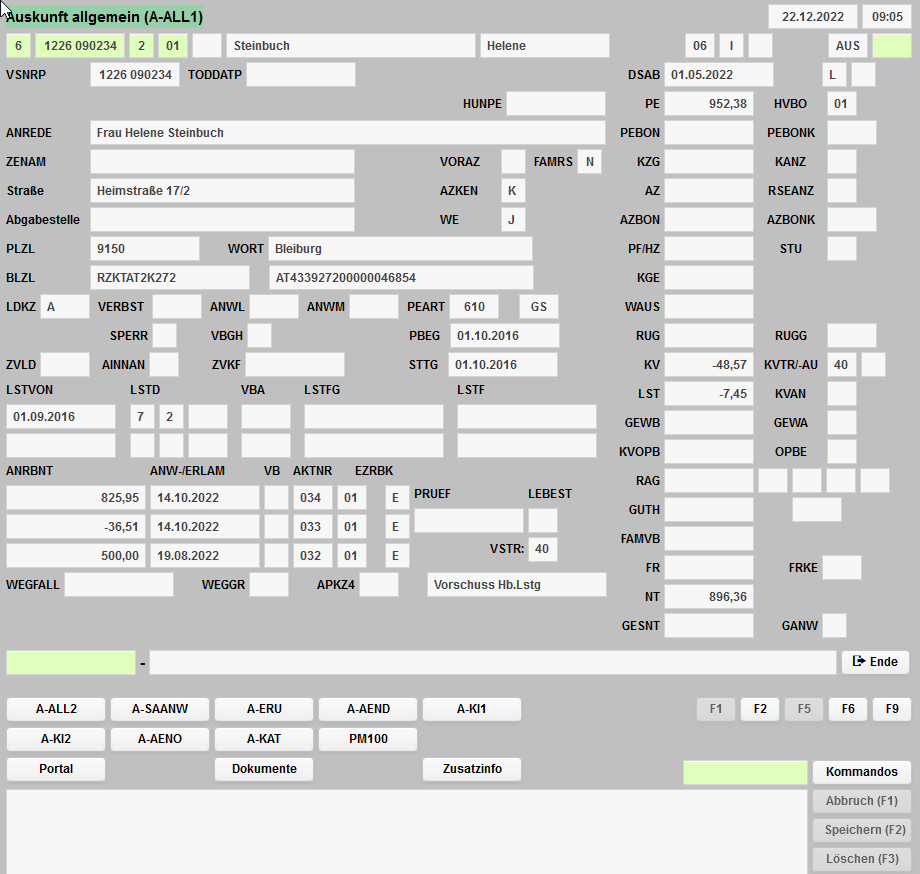 Auskunft allgemein (A-ALL1) 22.12.2022 09:05
6 1226 090234 2 01 Steinbuch Helene 06 I AUS
VSNRP 1226 090234 TODDATP DSAB 01.05.2022 L
HUNPE PE 952,38 HVBO 01
ANREDE Frau Helene Steinbuch PEBON PEBONK
ZENAM VORAZ FAMRS N KZG KANZ
Straße Heimstraße 17/2 AZKEN K AZ RSEANZ
Abgabestelle WE J AZBON AZBONK
PLZL 9150 WORT Bleiburg PF/HZ STU
BLZL RZKTAT2K272 AT433927200000046854 KGE
LDKZ A VERBST ANWL ANWM PEART 610 GS WAUS
SPERR VBGH PBEG 01.10.2016 RUG RUGG
ZVLD AINNAN ZVKF STTG 01.10.2016 KV -48,57 KVTR/-AU 40
LSTVON LSTD VBA LSTFG LSTF LST -7,45 KVAN
01.09.2016 7 2 GEWB GEWA
KVOPB OPBE
ANRBNT ANW-/ERLAM VB AKTNR EZRBK RAG
825,95 14.10.2022 034 01 E PRUEF LEBEST GUTH
-36,51 14.10.2022 033 01 E FAMVB
500,00 19.08.2022 032 01 E VSTR: 40 FR FRKE
WEGFALL WEGGR APKZ4 Vorschuss Hb.Lstg NT 896,36
GESNT GANW
- Ende
A-ALL2 A-SAANW A-ERU A-AEND A-KI1 F1 F2 F5 F6 F9
A-KI2 A-AENO A-KAT PM100
Portal Dokumente Zusatzinfo Kommandos
Abbruch (F1)
Speichern (F2)
Löschen (F3)